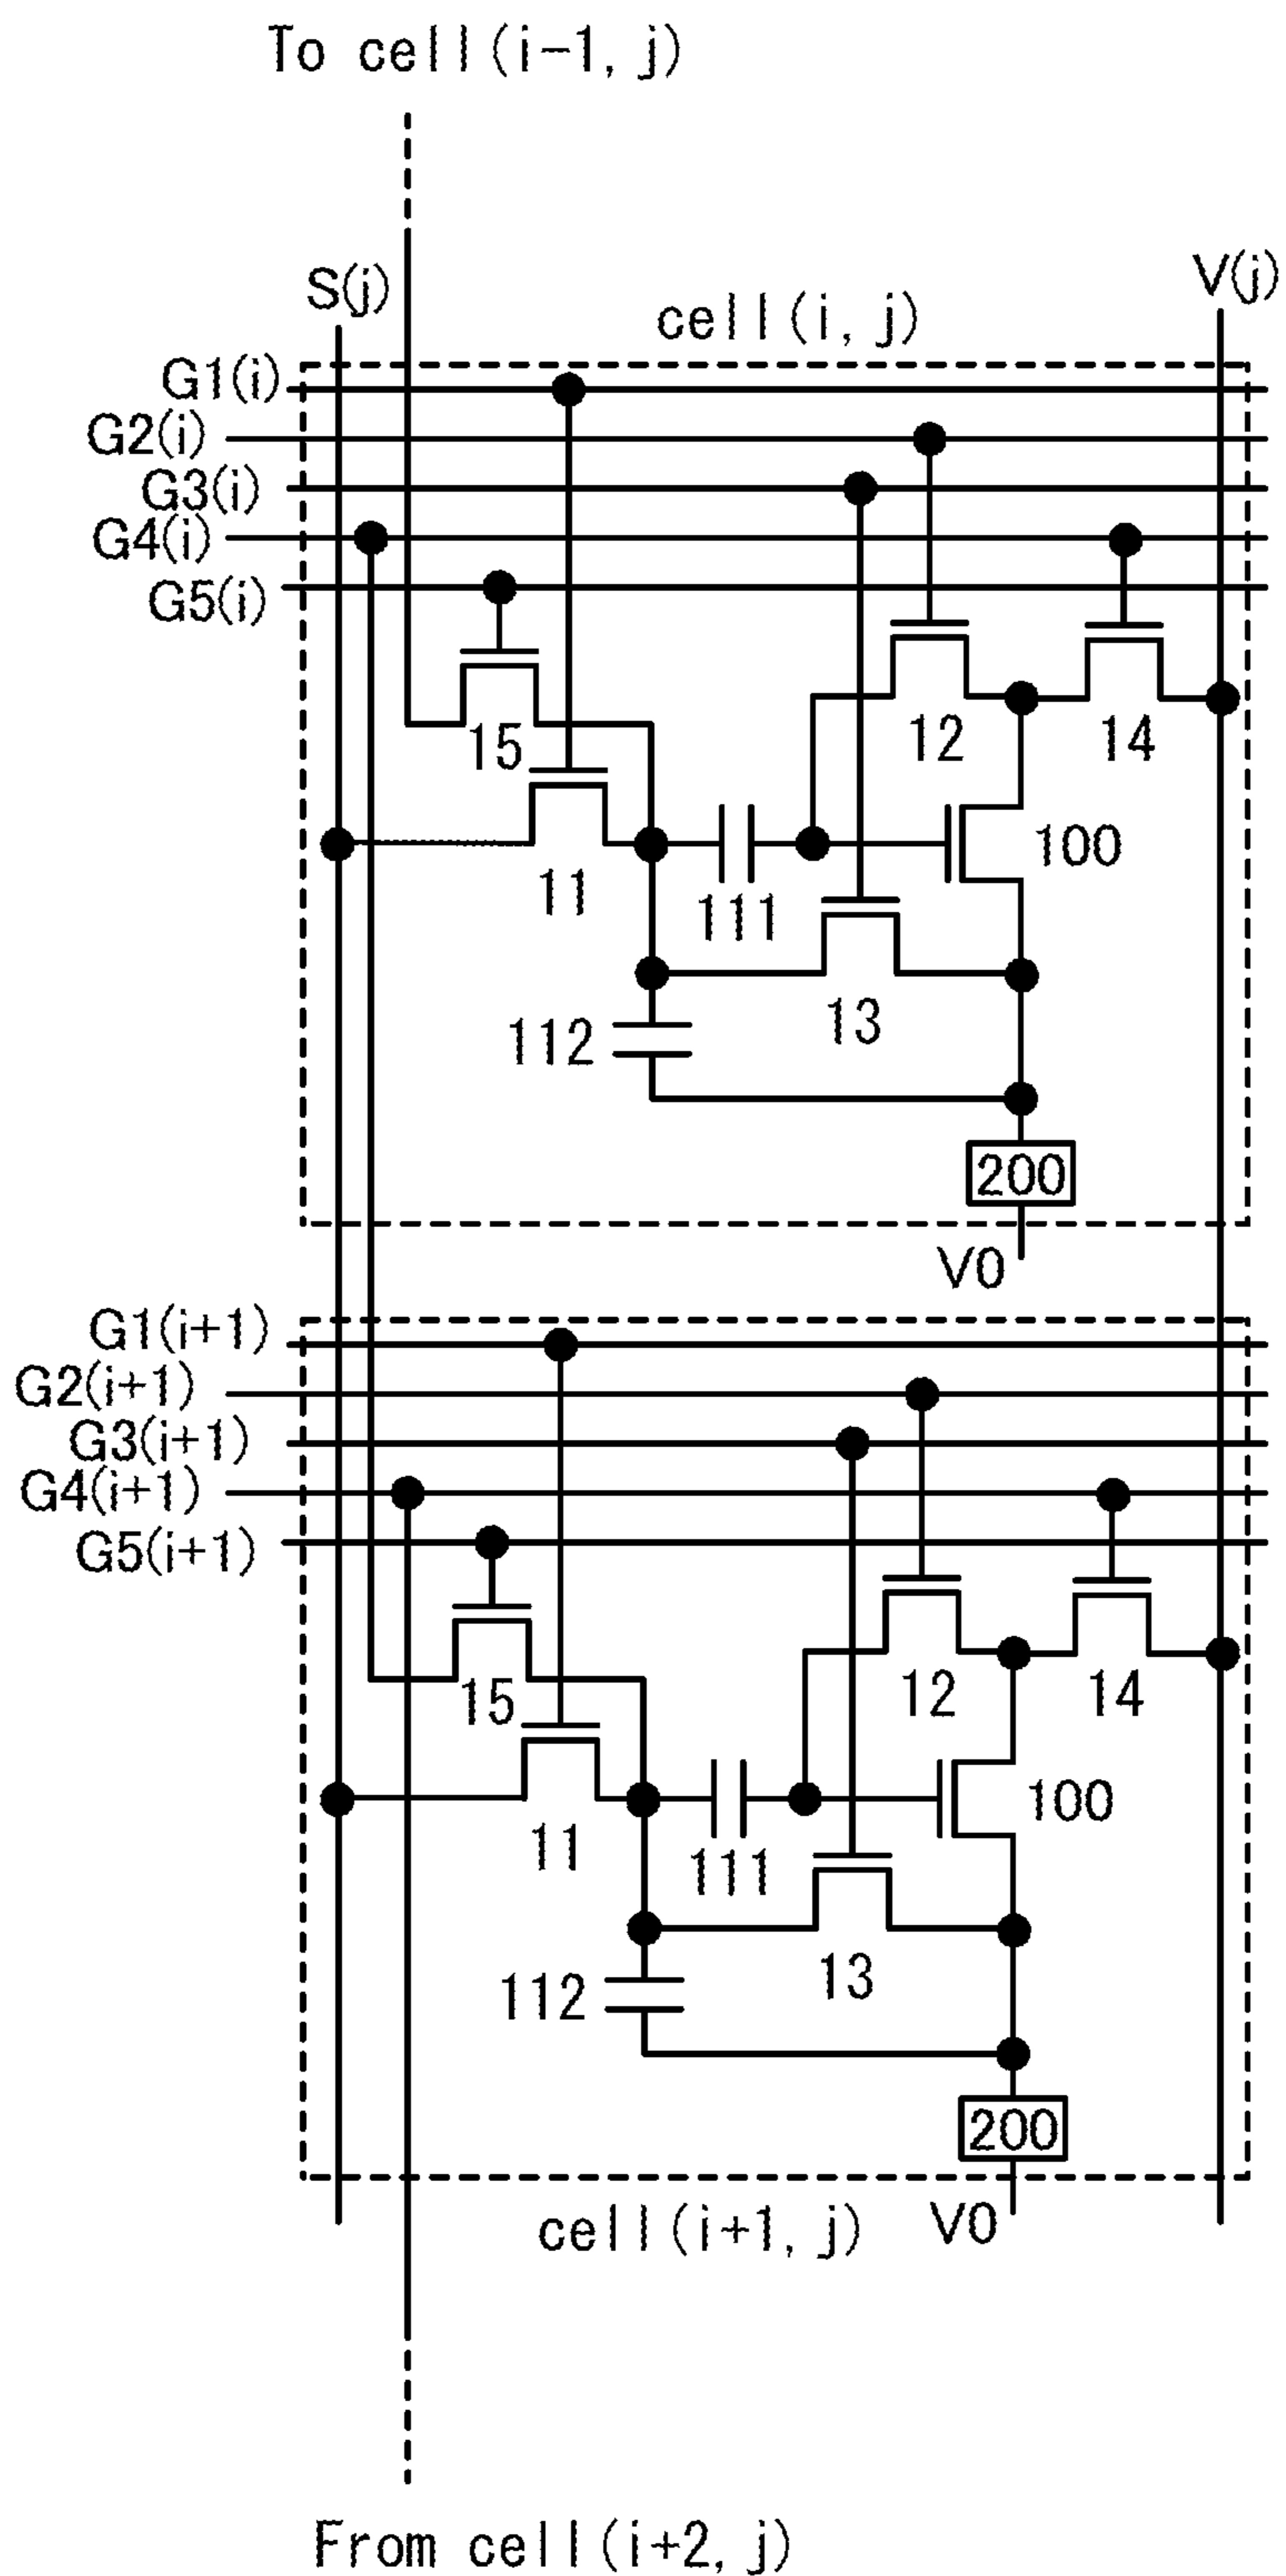 To cell(i-1, j)
S(j)
V(j)
cell(i, j)
G1(i)
G2(i)
G3(i)
G4(i)
G5(i)
15
12
14
11
111
100
13
112
200
V0
G1(i+1)
G2(i+1)
G3(i+1)
G4(i+1)
G5(i+1)
15
12
14
11
111
100
13
112
200
cell(i+1, j)
V0
From cell(i+2, j)